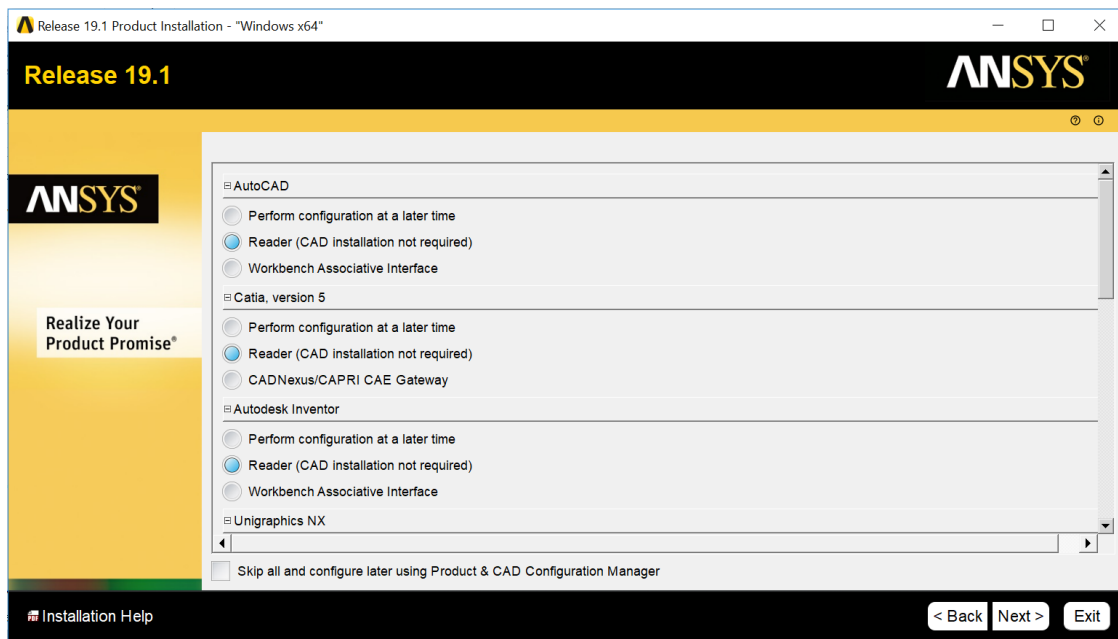 Release 19.1 Product Installation - "Windows x64"
Release 19.1
ANSYS®
ANSYS®
Realize Your
Product Promise®
AutoCAD
Perform configuration at a later time
Reader (CAD installation not required)
Workbench Associative Interface
Catia, version 5
Perform configuration at a later time
Reader (CAD installation not required)
CADNexus/CAPRI CAE Gateway
Autodesk Inventor
Perform configuration at a later time
Reader (CAD installation not required)
Workbench Associative Interface
Unigraphics NX
Skip all and configure later using Product & CAD Configuration Manager
PDF Installation Help
< Back Next > Exit